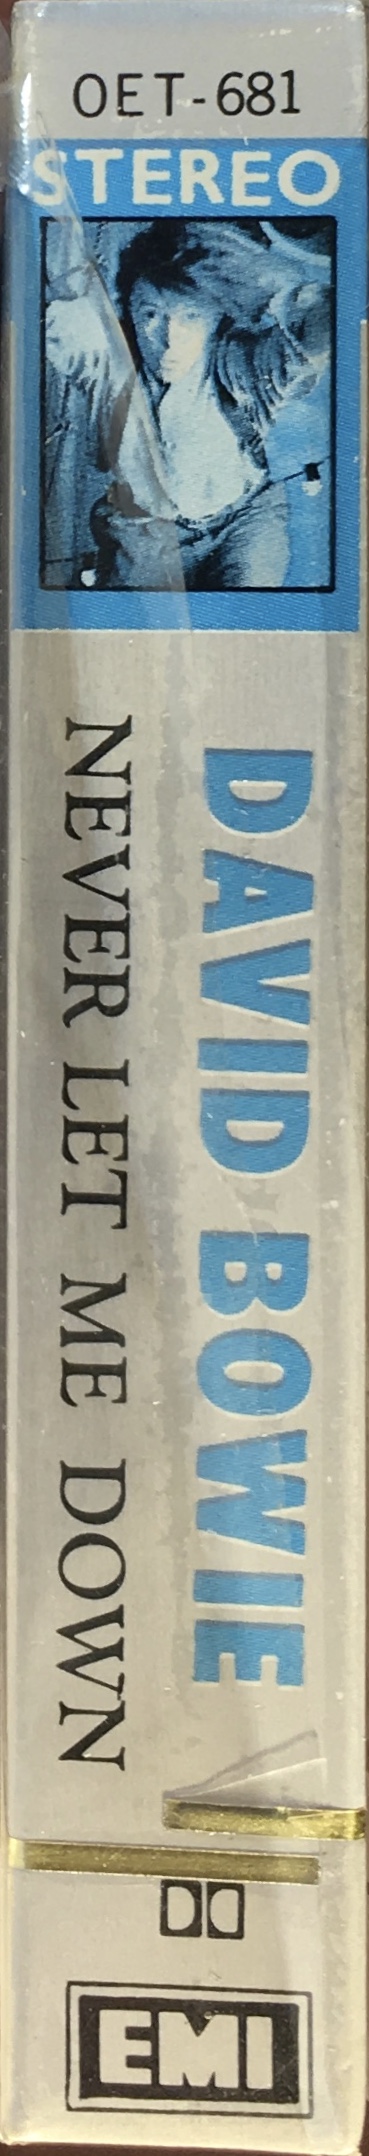 OET-681
STEREO
DAVID BOWIE
NEVER LET ME DOWN
EMI